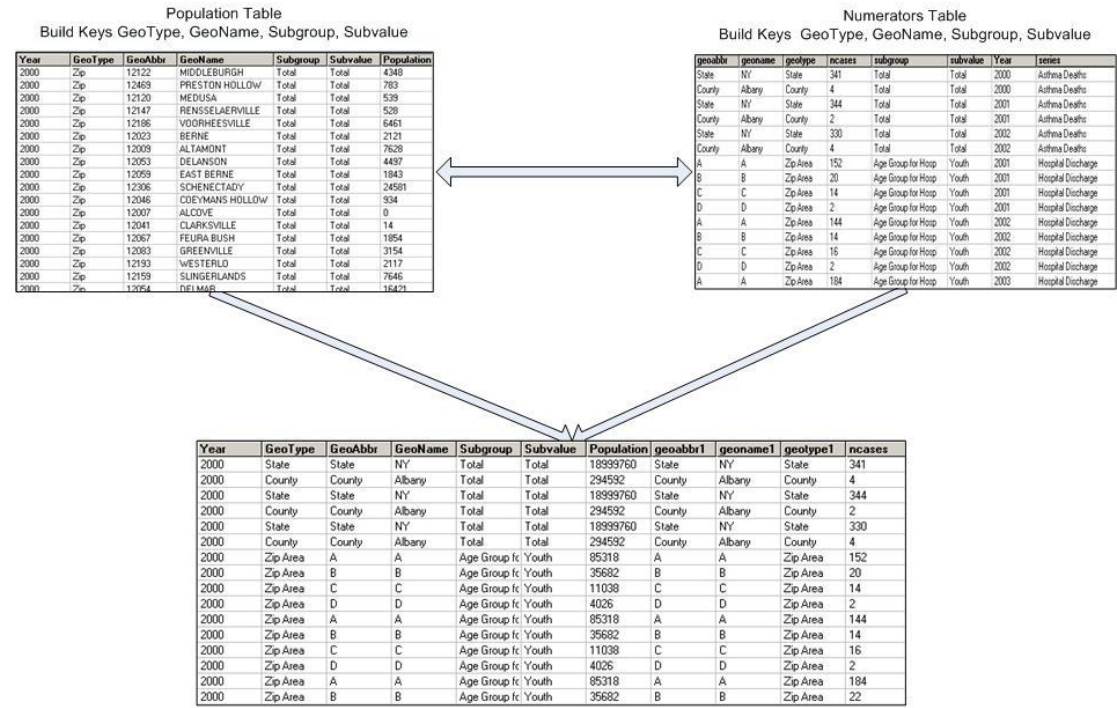 Population Table
Build Keys GeoType, GeoName, Subgroup, Subvalue
Year GeoType GeoAbbr GeoName Subgroup Subvalue Population
2000 Zip 12122 MIDDLEBURGH Total Total 4348
2000 Zip 12469 PRESTON HOLLOW Total Total 783
2000 Zip 12120 MEDUSA Total Total 539
2000 Zip 12147 RENSSELAERVILLE Total Total 528
2000 Zip 12186 VOORHEESVILLE Total Total 6461
2000 Zip 12023 BERNE Total Total 2121
2000 Zip 12009 ALTAMONT Total Total 7628
2000 Zip 12053 DELANSON Total Total 4497
2000 Zip 12059 EAST BERNE Total Total 1843
2000 Zip 12306 SCHENECTADY Total Total 24581
2000 Zip 12046 COEYMANS HOLLOW Total Total 934
2000 Zip 12007 ALCOVE Total Total 0
2000 Zip 12041 CLARKSVILLE Total Total 14
2000 Zip 12067 FEURA BUSH Total Total 1854
2000 Zip 12083 GREENVILLE Total Total 3154
2000 Zip 12193 WESTERLO Total Total 2117
2000 Zip 12159 SLINGERLANDS Total Total 7646
2000 Zip 12054 DELMAR Total Total 16421
Numerators Table
Build Keys GeoType, GeoName, Subgroup, Subvalue
geoabbr geoname geotype ncases subgroup subvalue Year series
State NY State 341 Total Total 2000 Asthma Deaths
County Albany County 4 Total Total 2000 Asthma Deaths
State NY State 344 Total Total 2001 Asthma Deaths
County Albany County 2 Total Total 2001 Asthma Deaths
State NY State 330 Total Total 2002 Asthma Deaths
County Albany County 4 Total Total 2002 Asthma Deaths
A A Zip Area 152 Age Group for Hosp Youth 2001 Hospital Discharge
B B Zip Area 20 Age Group for Hosp Youth 2001 Hospital Discharge
C C Zip Area 14 Age Group for Hosp Youth 2001 Hospital Discharge
D D Zip Area 2 Age Group for Hosp Youth 2001 Hospital Discharge
A A Zip Area 144 Age Group for Hosp Youth 2002 Hospital Discharge
B B Zip Area 14 Age Group for Hosp Youth 2002 Hospital Discharge
C C Zip Area 16 Age Group for Hosp Youth 2002 Hospital Discharge
D D Zip Area 2 Age Group for Hosp Youth 2002 Hospital Discharge
A A Zip Area 184 Age Group for Hosp Youth 2003 Hospital Discharge
Year GeoType GeoAbbr GeoName Subgroup Subvalue Population geoabbr1 geoname1 geotype1 ncases
2000 State State NY Total Total 18999760 State NY State 341
2000 County County Albany Total Total 294592 County Albany County 4
2000 State State NY Total Total 18999760 State NY State 344
2000 County County Albany Total Total 294592 County Albany County 2
2000 State State NY Total Total 18999760 State NY State 330
2000 County County Albany Total Total 294592 County Albany County 4
2000 Zip Area A A Age Group fc Youth 85318 A A Zip Area 152
2000 Zip Area B B Age Group fc Youth 35682 B B Zip Area 20
2000 Zip Area C C Age Group fc Youth 11038 C C Zip Area 14
2000 Zip Area D D Age Group fc Youth 4026 D D Zip Area 2
2000 Zip Area A A Age Group fc Youth 85318 A A Zip Area 144
2000 Zip Area B B Age Group fc Youth 35682 B B Zip Area 14
2000 Zip Area C C Age Group fc Youth 11038 C C Zip Area 16
2000 Zip Area D D Age Group fc Youth 4026 D D Zip Area 2
2000 Zip Area A A Age Group fc Youth 85318 A A Zip Area 184
2000 Zip Area B B Age Group fc Youth 35682 B B Zip Area 22